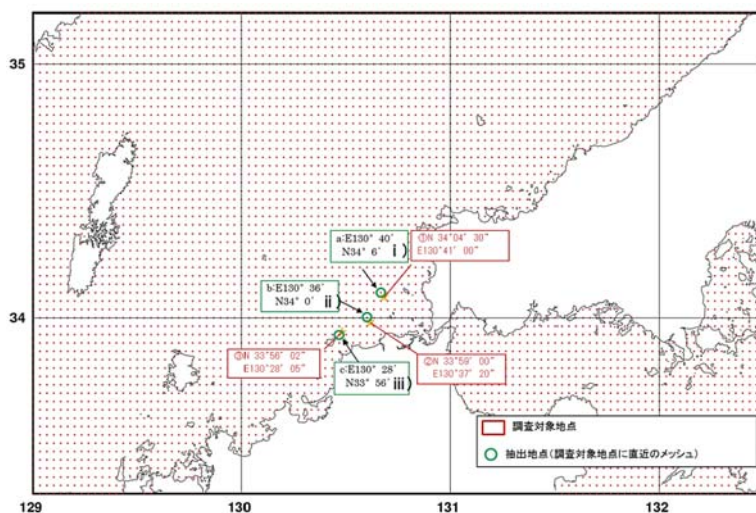 35
34
129
130
131
132
a:E130° 40′
N34° 6′ i)
①N 34°04′ 30″
E130°41′ 00″
b:E130° 36′
N34° 0′ ii)
③N 33°56′ 02″
E130°28′ 05″
c:E130° 28′
N33° 56′ iii)
②N 33°59′ 00″
E130°37′ 20″
調査対象地点
抽出地点(調査対象地点に直近のメッシュ)